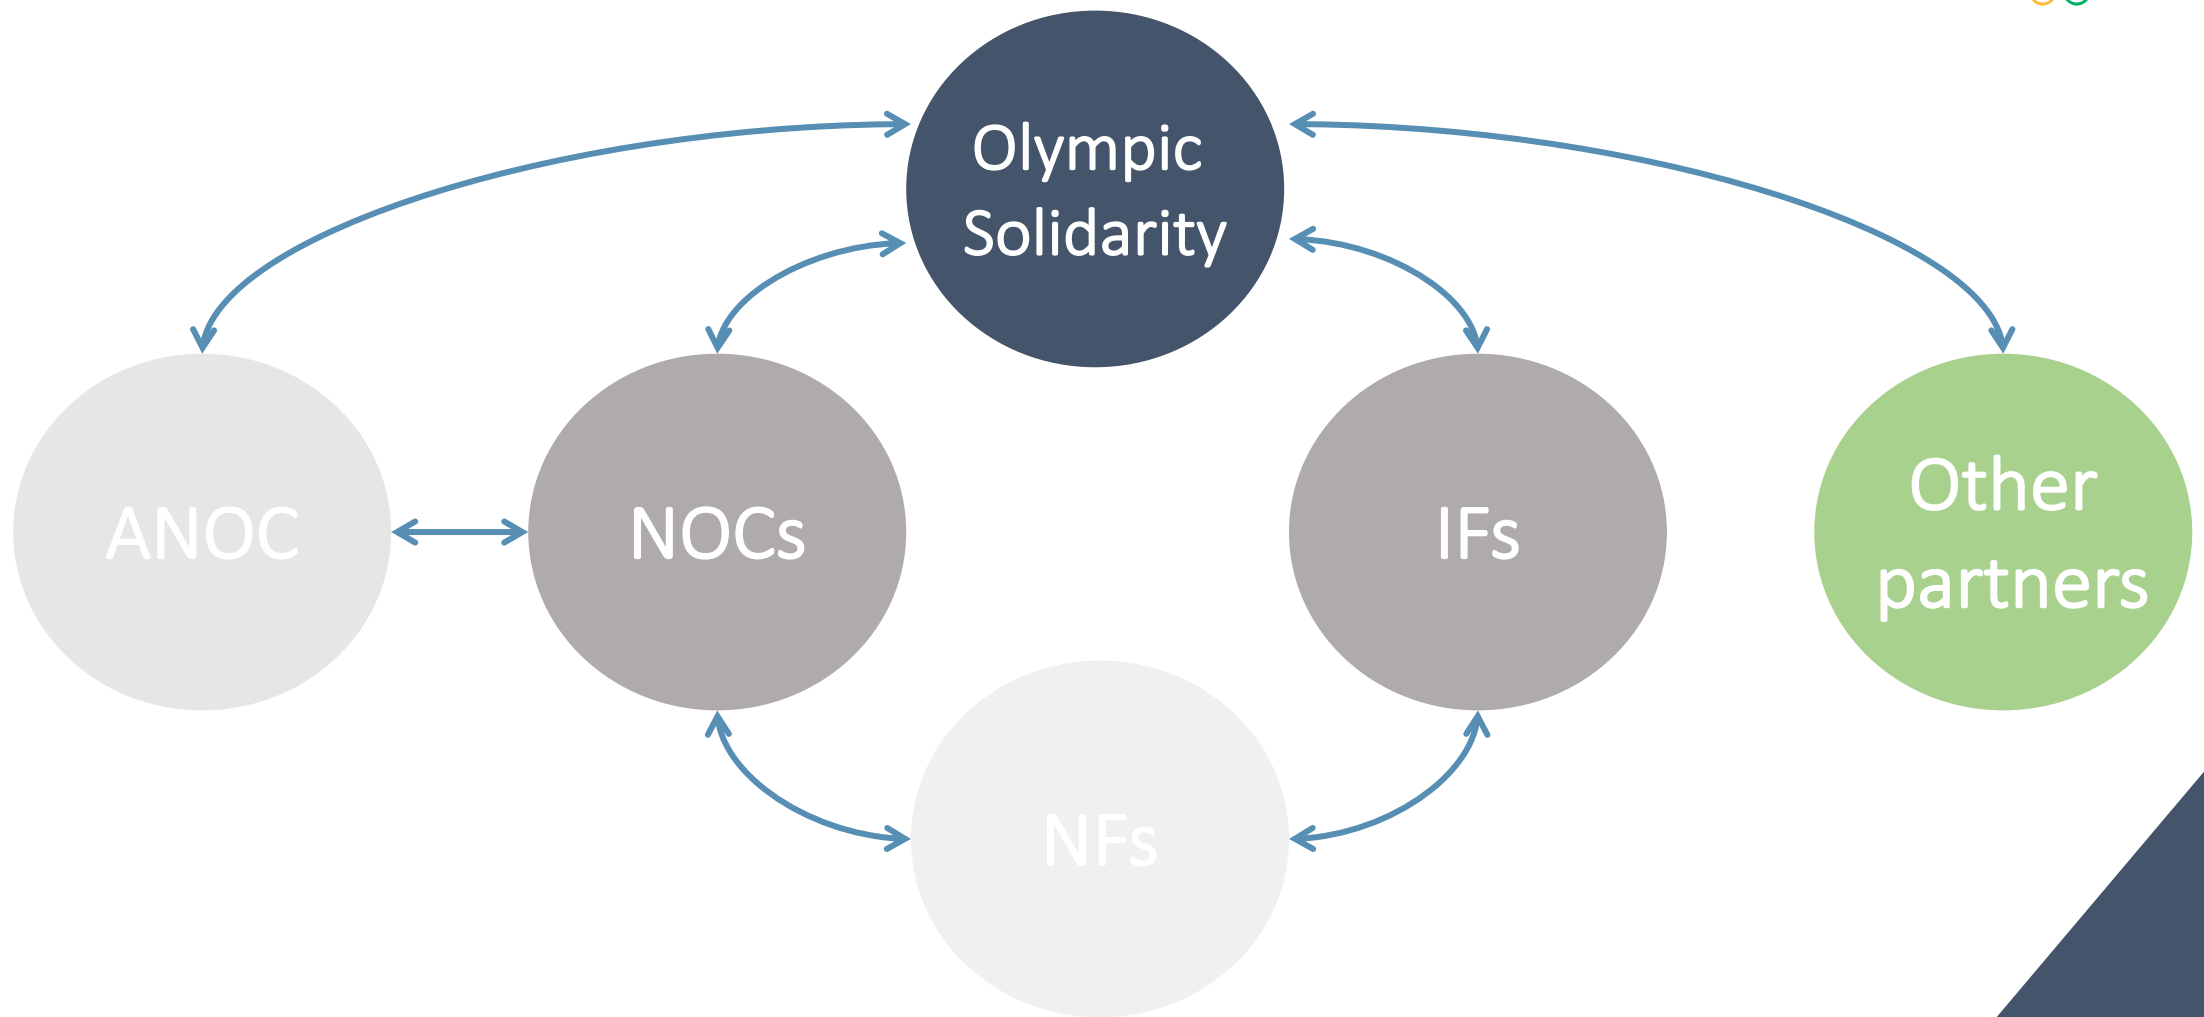 Olympic
Solidarity
ANOC
NOCs
IFs
Other
partners
NFs